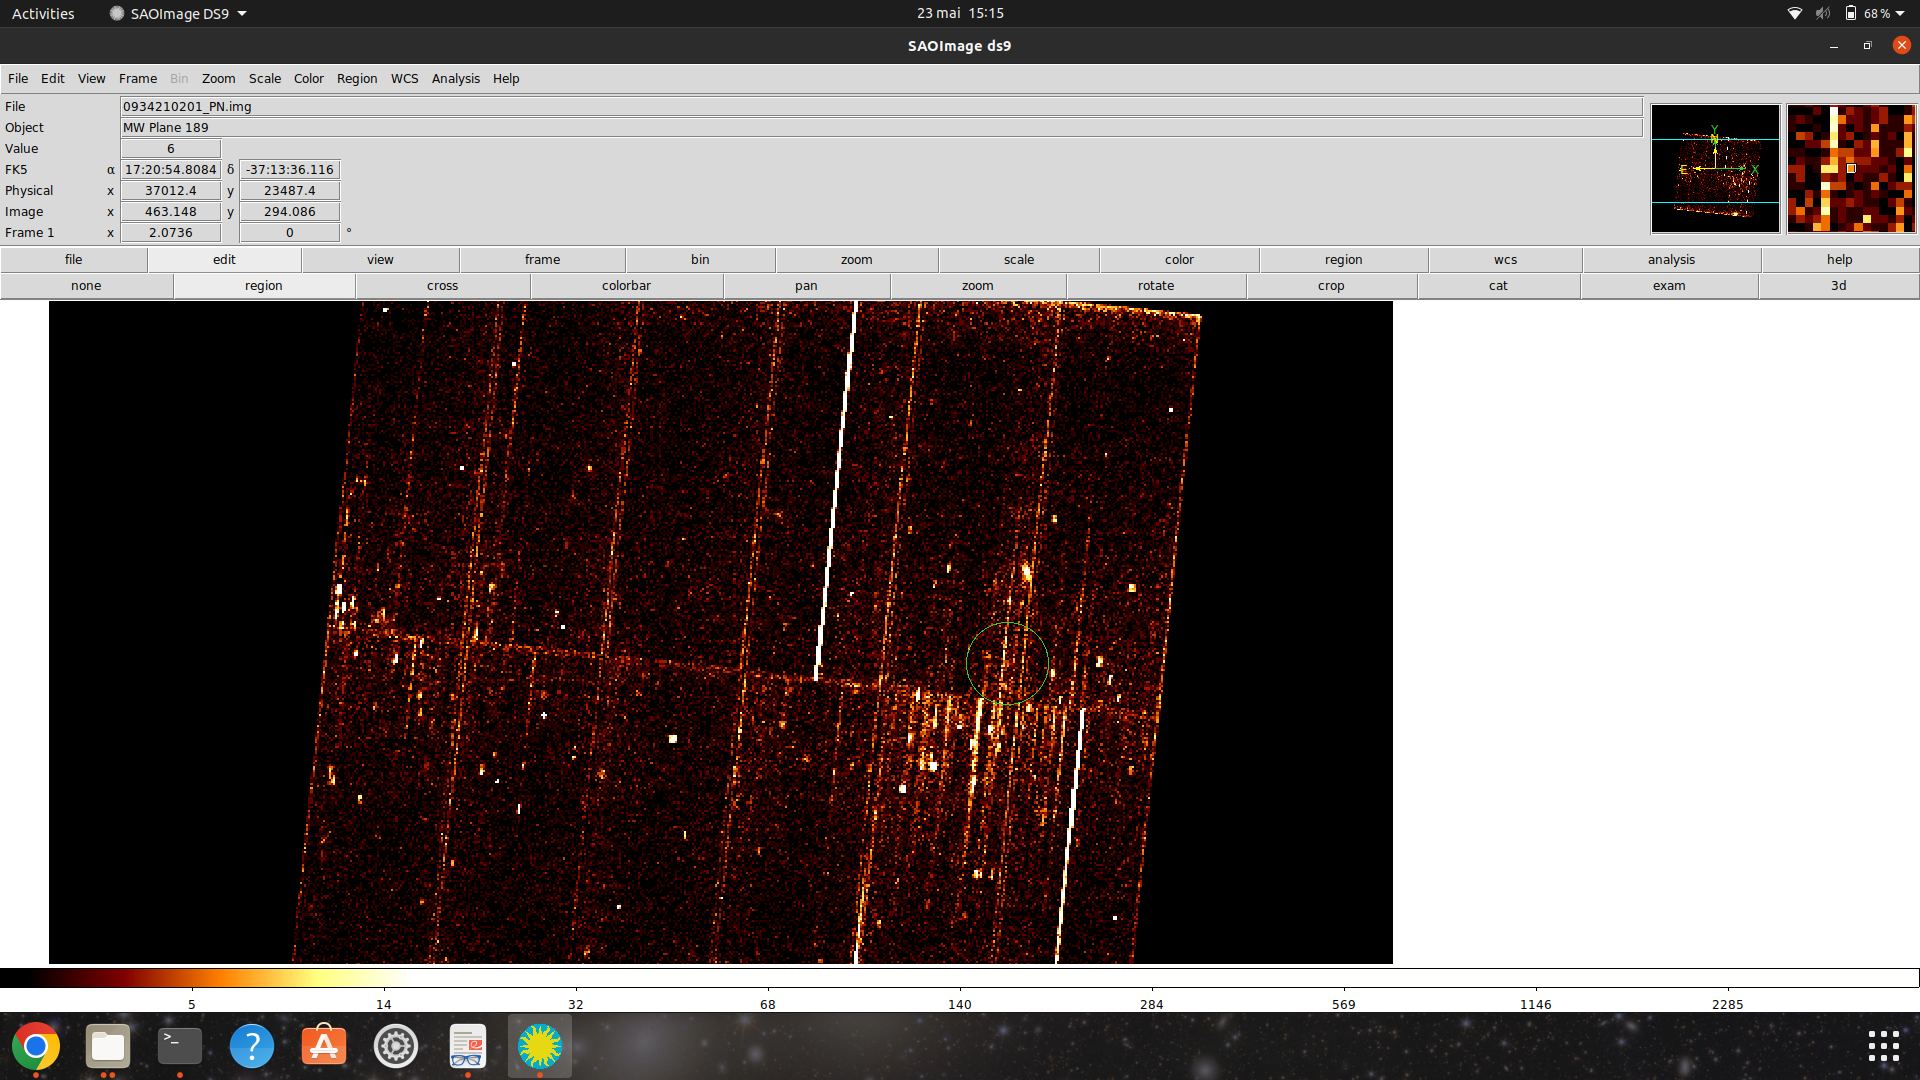 Activities SAOImage DS9 23 mai 15:15 68 %
SAOImage ds9
File Edit View Frame Bin Zoom Scale Color Region WCS Analysis Help
File 0934210201_PN.img
Object MW Plane 189
Value 6
FK5 α 17:20:54.8084 δ -37:13:36.116
Physical x 37012.4 y 23487.4
Image x 463.148 y 294.086
Frame 1 x 2.0736 0 °
Y
N
E X
file edit view frame bin zoom scale color region wcs analysis help
none region cross colorbar pan zoom rotate crop cat exam 3d
5 14 32 68 140 284 569 1146 2285